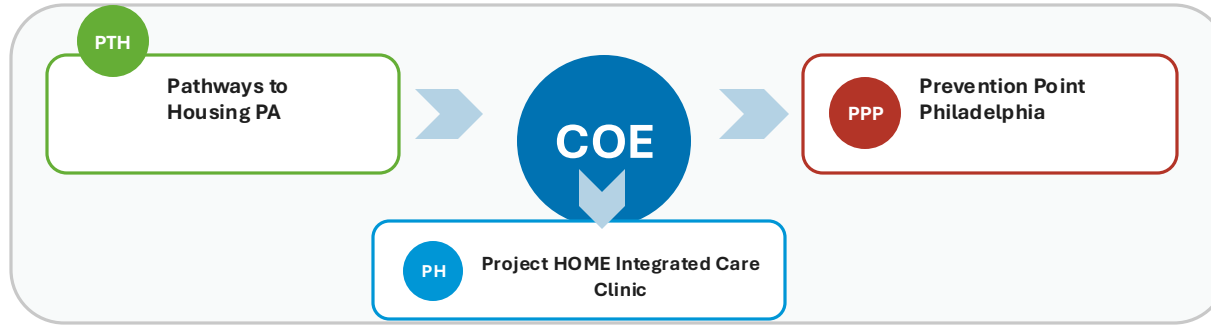 PTH
Pathways to
Housing PA
COE
PPP
Prevention Point
Philadelphia
PH
Project HOME Integrated Care
Clinic